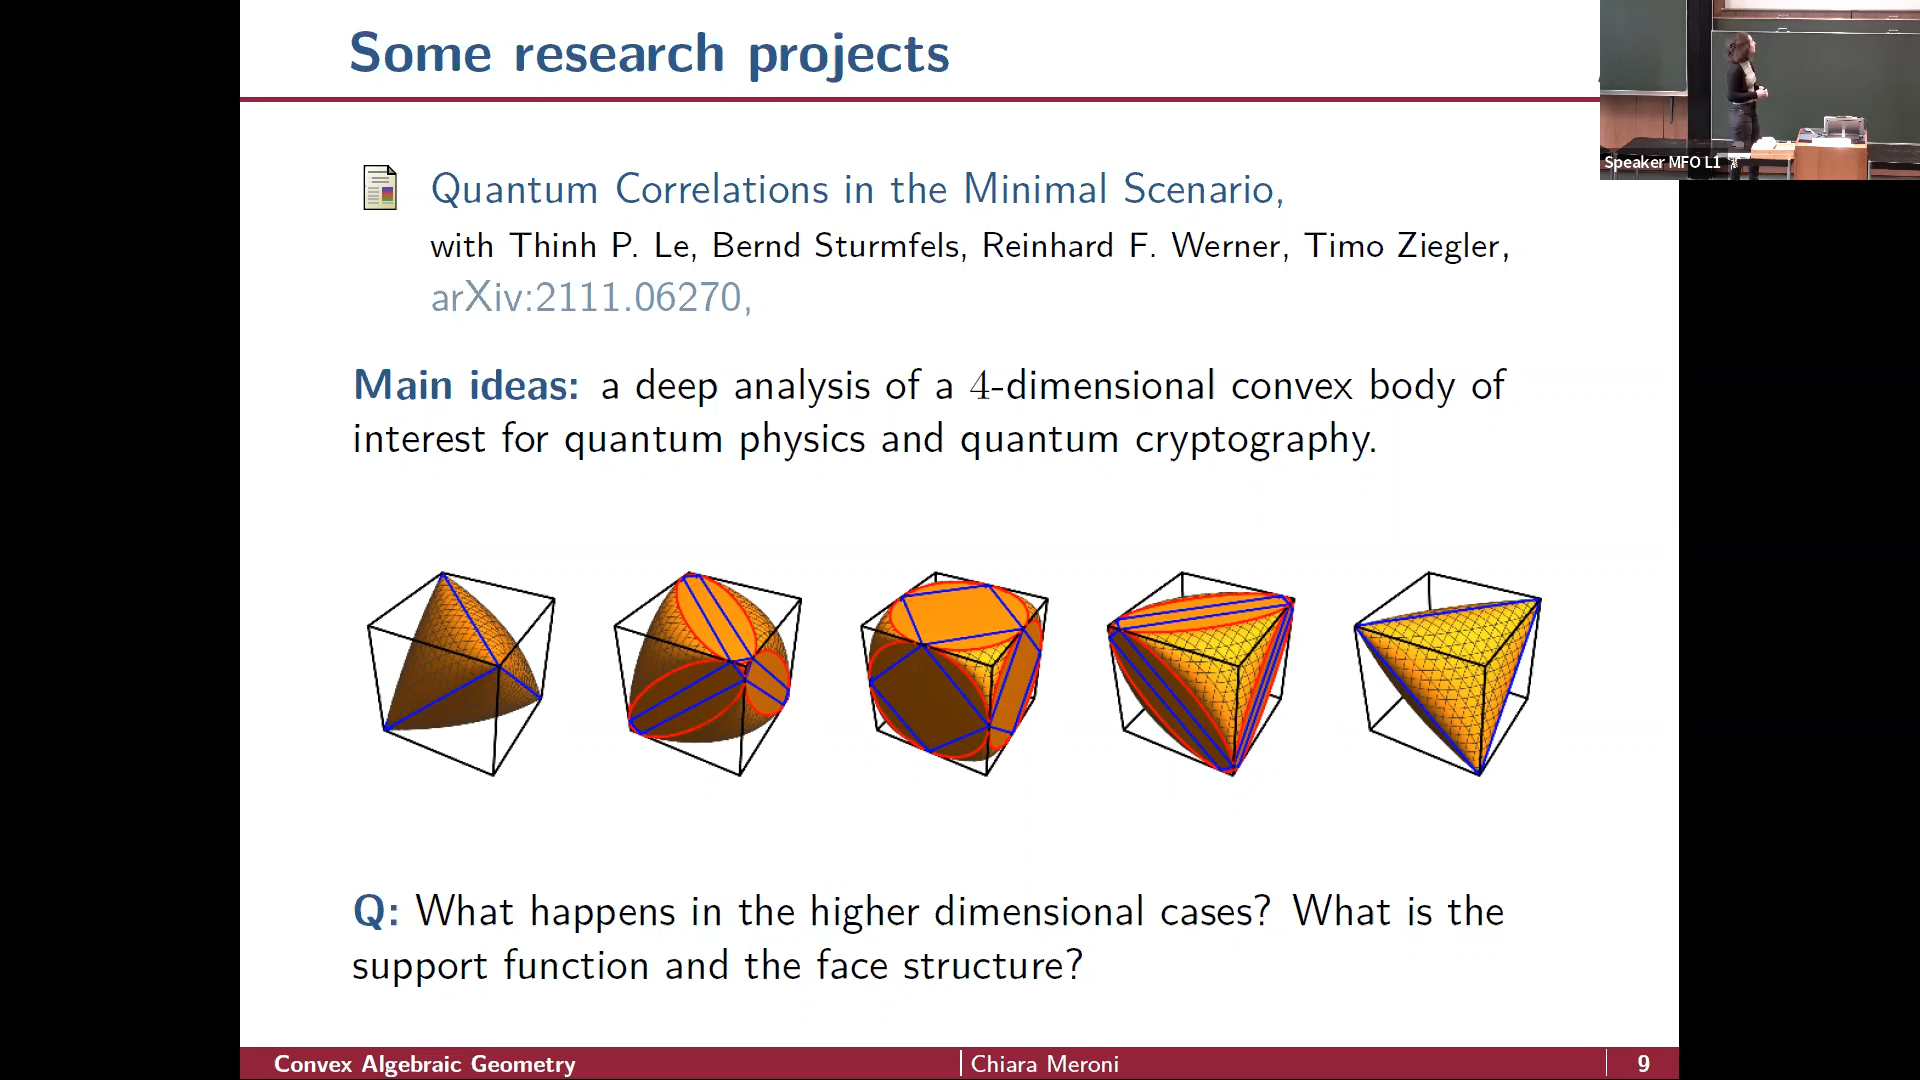 Some research projects
Speaker MFO L1
Quantum Correlations in the Minimal Scenario,
with Thinh P. Le, Bernd Sturmfels, Reinhard F. Werner, Timo Ziegler,
arXiv:2111.06270,
Main ideas: a deep analysis of a 4-dimensional convex body of
interest for quantum physics and quantum cryptography.
Q: What happens in the higher dimensional cases? What is the
support function and the face structure?
Convex Algebraic Geometry
Chiara Meroni
9